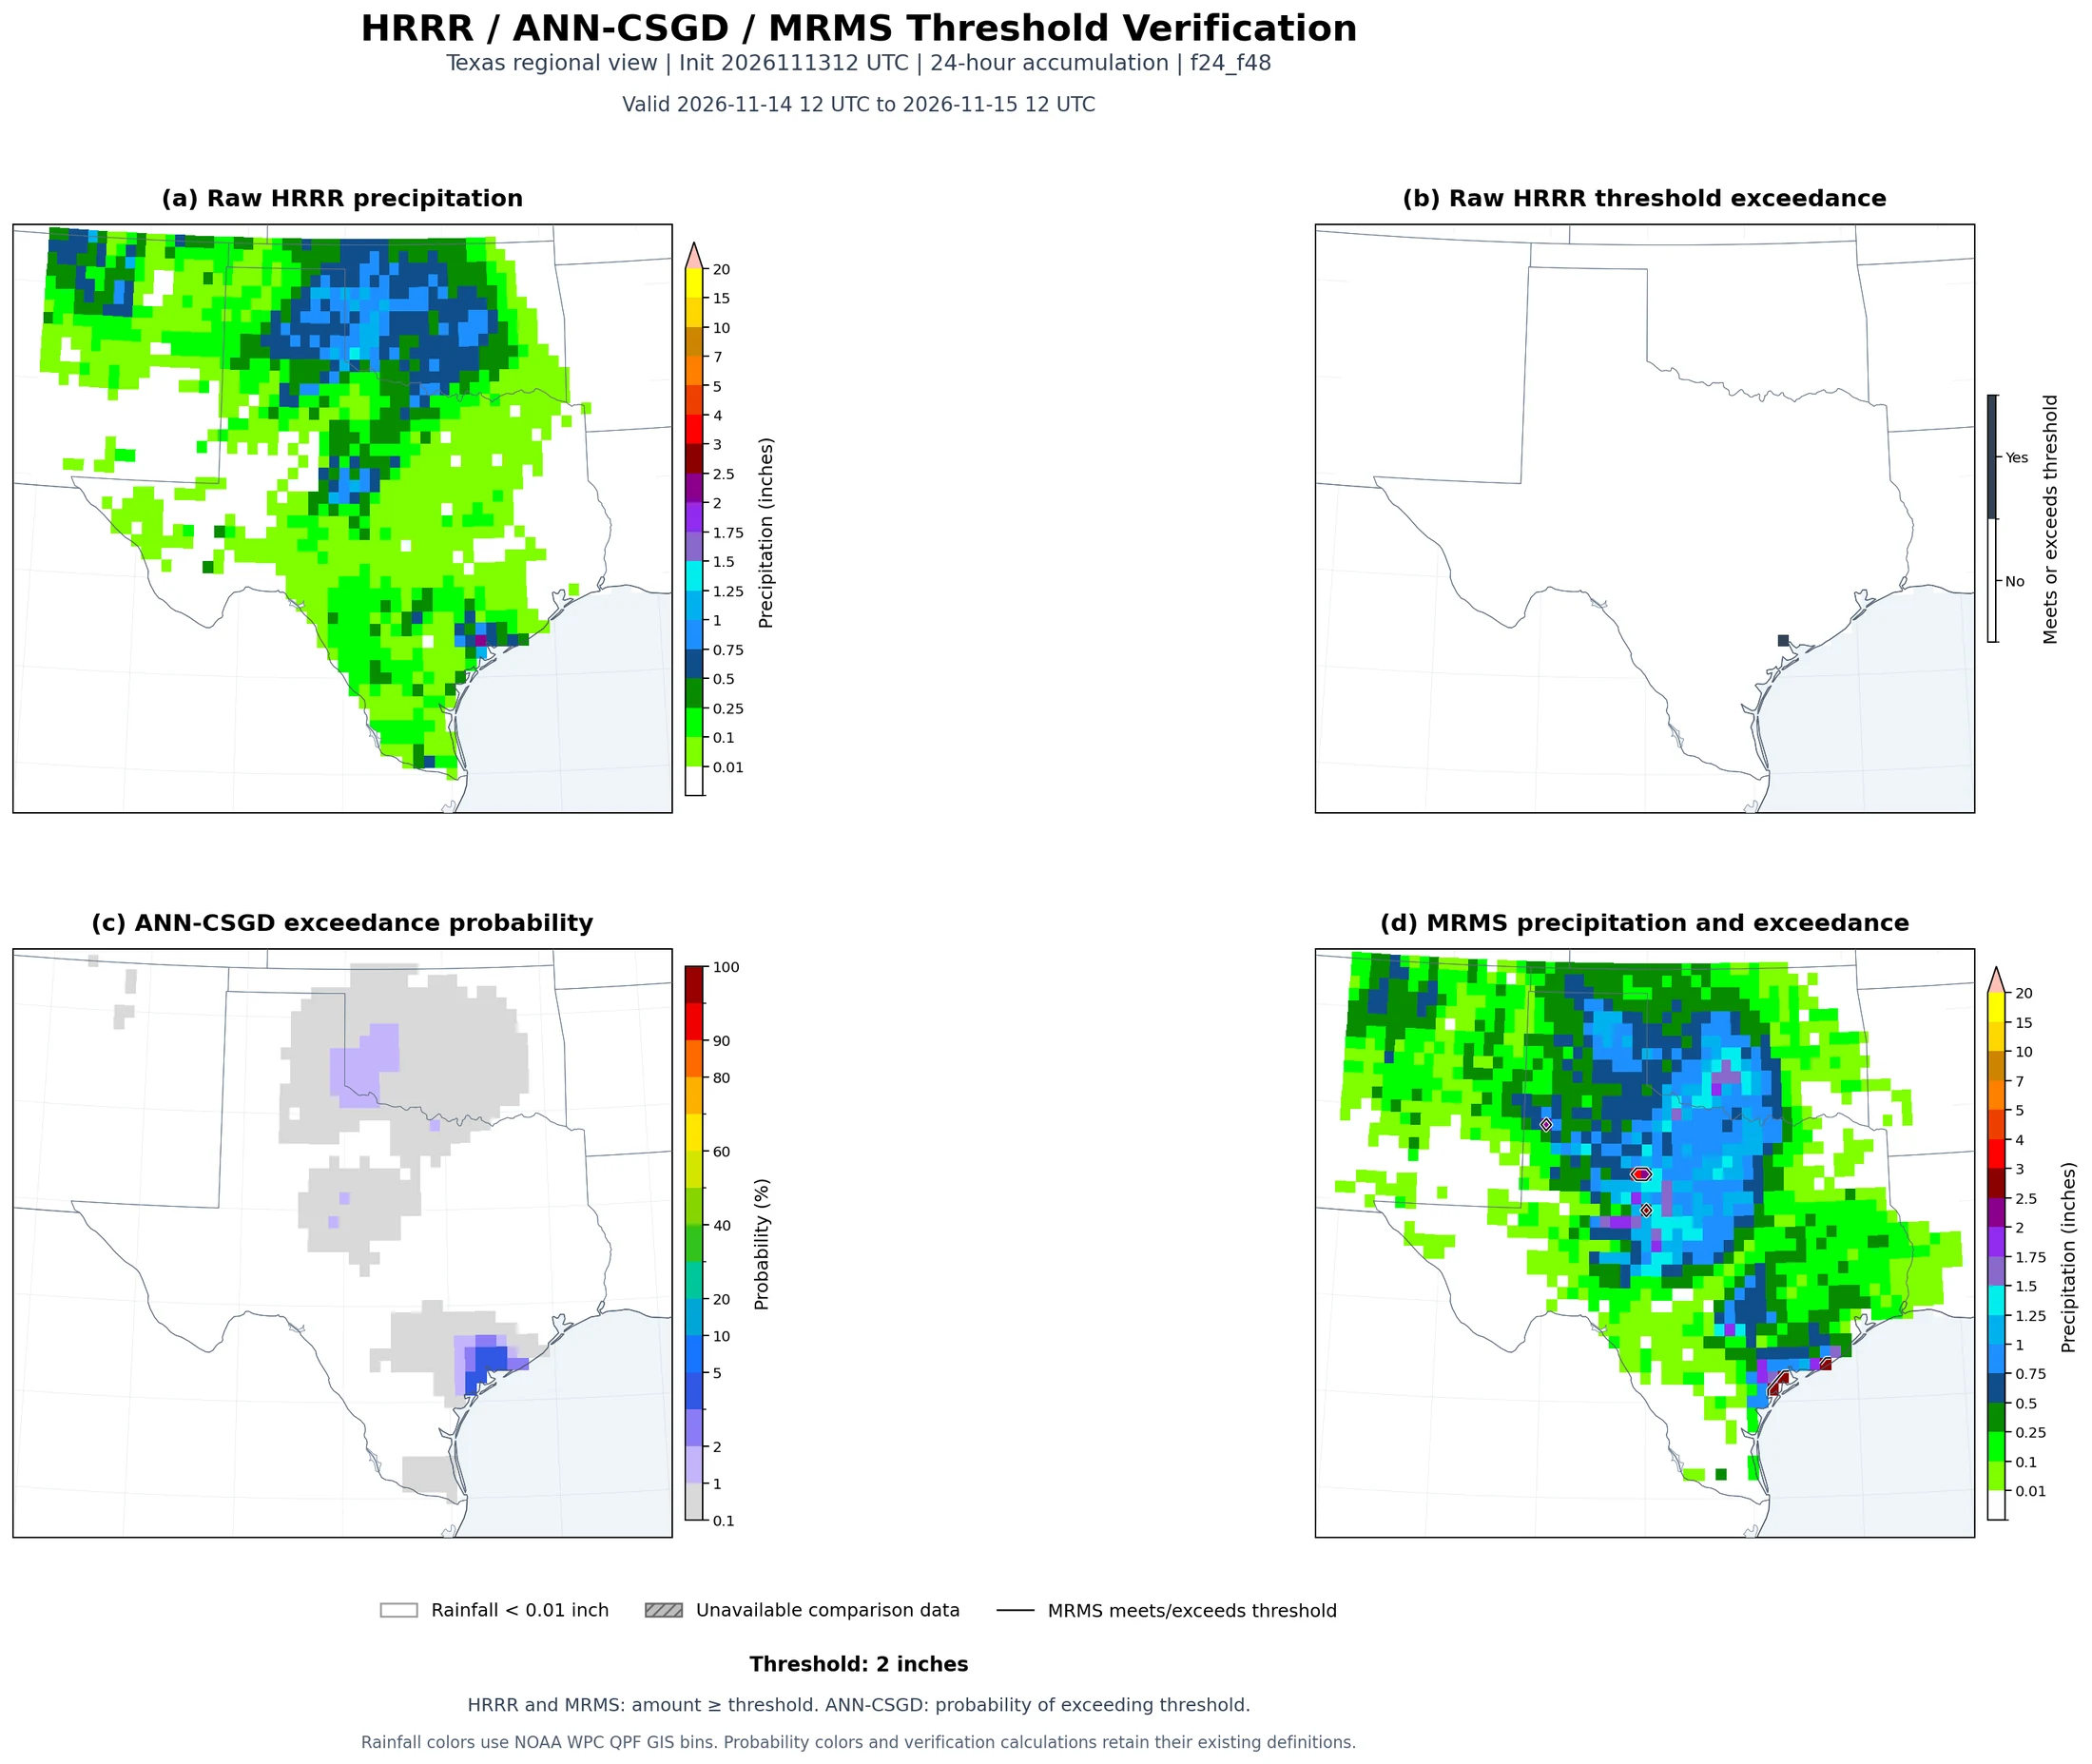 HRRR / ANN-CSGD / MRMS Threshold Verification
Texas regional view | Init 2026111312 UTC | 24-hour accumulation | f24_f48
Valid 2026-11-14 12 UTC to 2026-11-15 12 UTC
(a) Raw HRRR precipitation
20
15
10
7
5
4
3
2.5
2
1.75
1.5
1.25
1
0.75
0.5
0.25
0.1
0.01
Precipitation (inches)
(b) Raw HRRR threshold exceedance
Yes
No
Meets or exceeds threshold
(c) ANN-CSGD exceedance probability
100
90
80
60
40
20
10
5
2
1
0.1
Probability (%)
(d) MRMS precipitation and exceedance
20
15
10
7
5
4
3
2.5
2
1.75
1.5
1.25
1
0.75
0.5
0.25
0.1
0.01
Precipitation (inches)
Rainfall < 0.01 inch
Unavailable comparison data
MRMS meets/exceeds threshold
Threshold: 2 inches
HRRR and MRMS: amount ≥ threshold. ANN-CSGD: probability of exceeding threshold.
Rainfall colors use NOAA WPC QPF GIS bins. Probability colors and verification calculations retain their existing definitions.